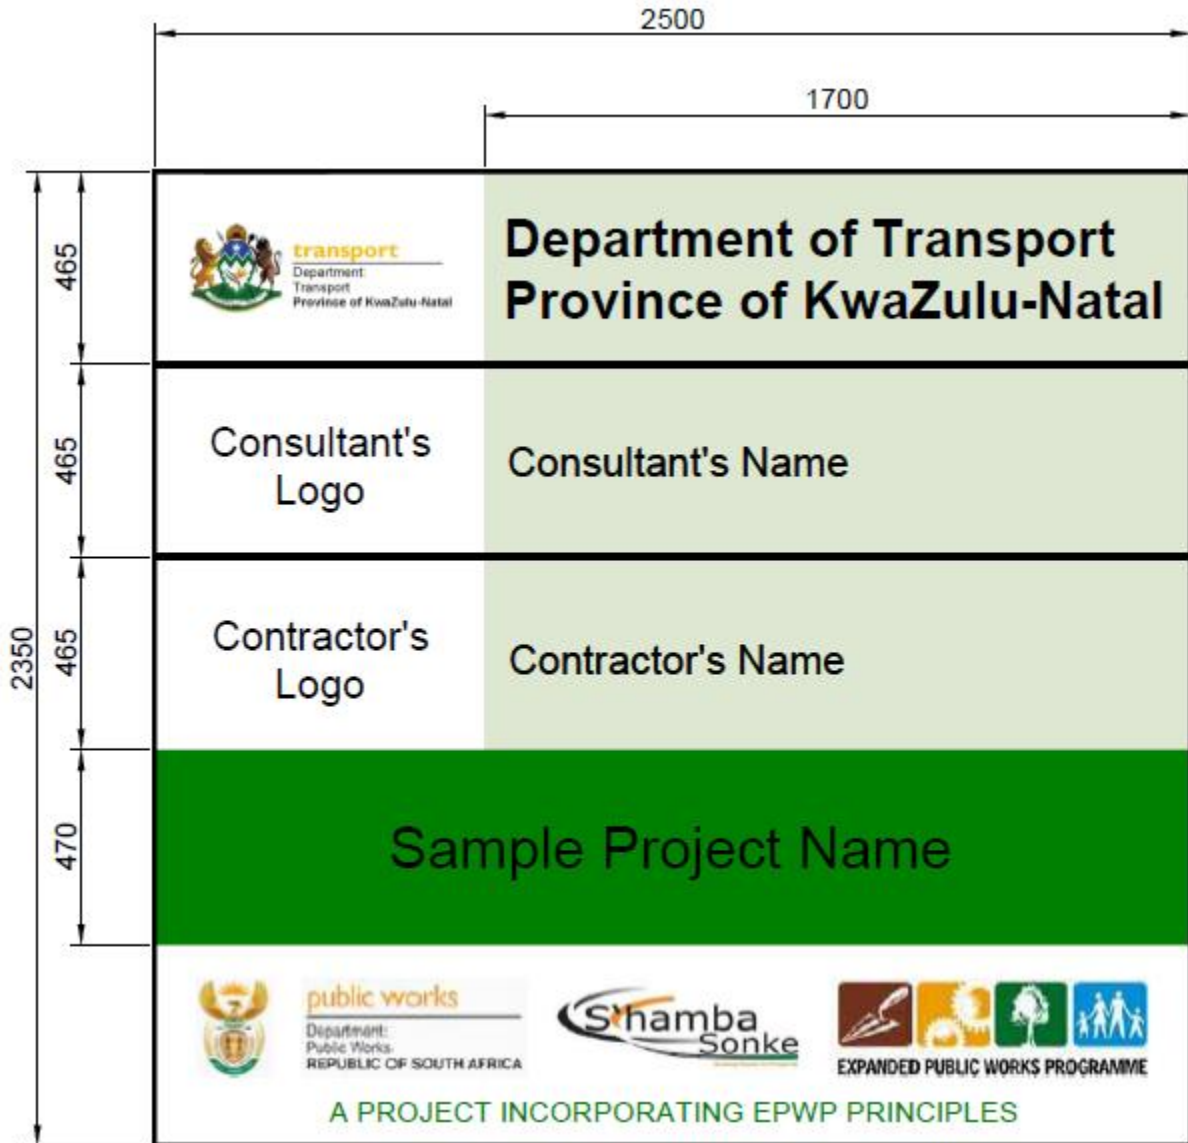 2500
1700
465
transport
Department:
Transport
Province of KwaZulu-Natal
Department of Transport
Province of KwaZulu-Natal
465
Consultant's
Logo
Consultant's Name
2350
465
Contractor's
Logo
Contractor's Name
470
Sample Project Name
public works
Department:
Public Works
REPUBLIC OF SOUTH AFRICA
S'hamba
Sonke
EXPANDED PUBLIC WORKS PROGRAMME
A PROJECT INCORPORATING EPWP PRINCIPLES